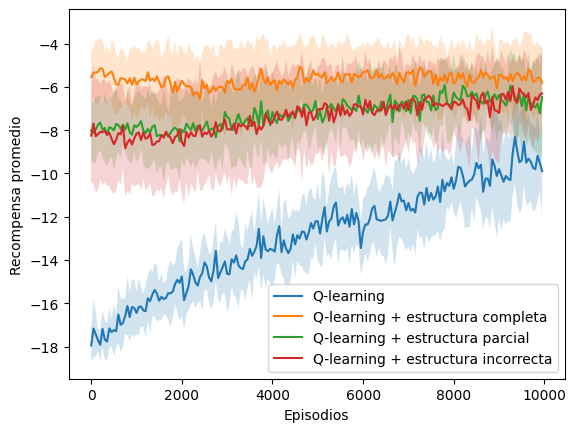 Recompensa promedio
−4
−6
−8
−10
−12
−14
−16
−18
Q-learning
Q-learning + estructura completa
Q-learning + estructura parcial
Q-learning + estructura incorrecta
0 2000 4000 6000 8000 10000
Episodios